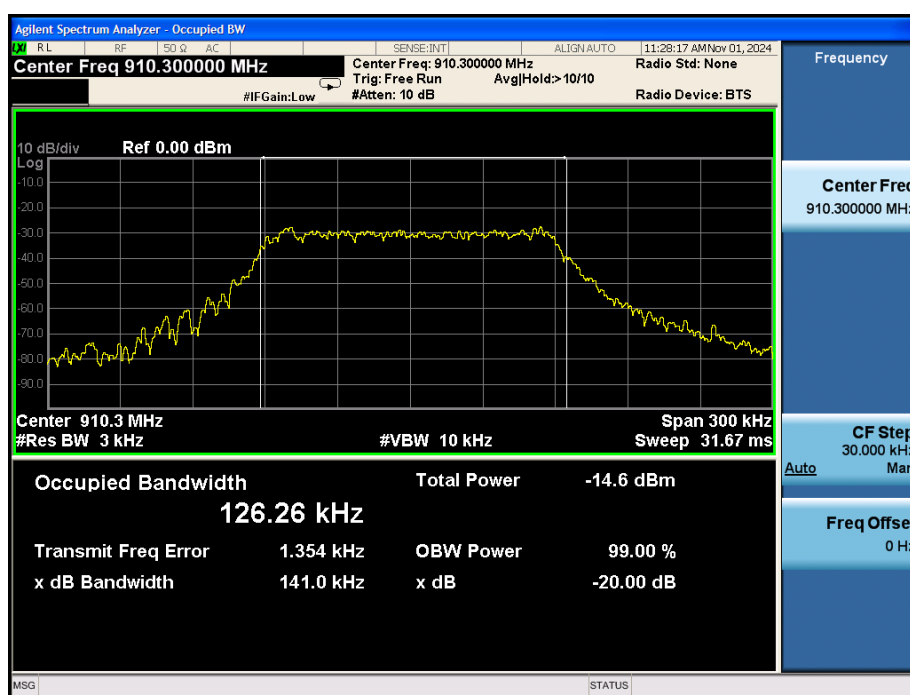 Agilent Spectrum Analyzer - Occupied BW
LXI RL RF 50 Ω AC SENSE:INT ALIGN AUTO 11:28:17 AM Nov 01, 2024
Center Freq 910.300000 MHz
Center Freq: 910.300000 MHz Radio Std: None
Trig: Free Run Avg|Hold:> 10/10
#IFGain:Low #Atten: 10 dB Radio Device: BTS
10 dB/div Ref 0.00 dBm
Log
-10.0
-20.0
-30.0
-40.0
-50.0
-60.0
-70.0
-80.0
-90.0
Center 910.3 MHz Span 300 kHz
#Res BW 3 kHz #VBW 10 kHz Sweep 31.67 ms
Occupied Bandwidth Total Power -14.6 dBm
126.26 kHz
Transmit Freq Error 1.354 kHz OBW Power 99.00 %
x dB Bandwidth 141.0 kHz x dB -20.00 dB
Frequency
Center Freq
910.300000 MHz
CF Step
30.000 kHz
Auto Man
Freq Offse
0 Hz
MSG STATUS